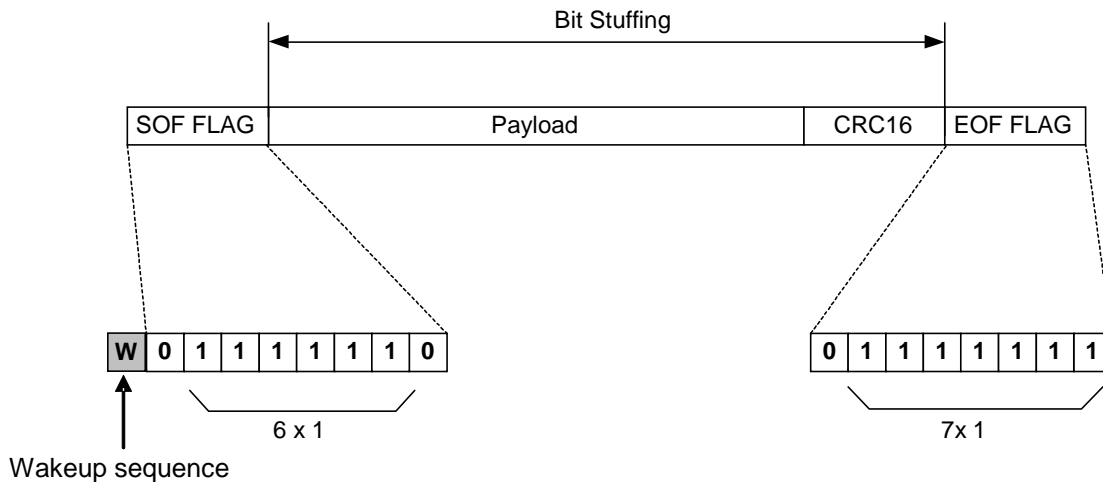 Bit Stuffing
SOF FLAG Payload CRC16 EOF FLAG
W 0 1 1 1 1 1 1 0 0 1 1 1 1 1 1 1
6 x 1 7x 1
Wakeup sequence